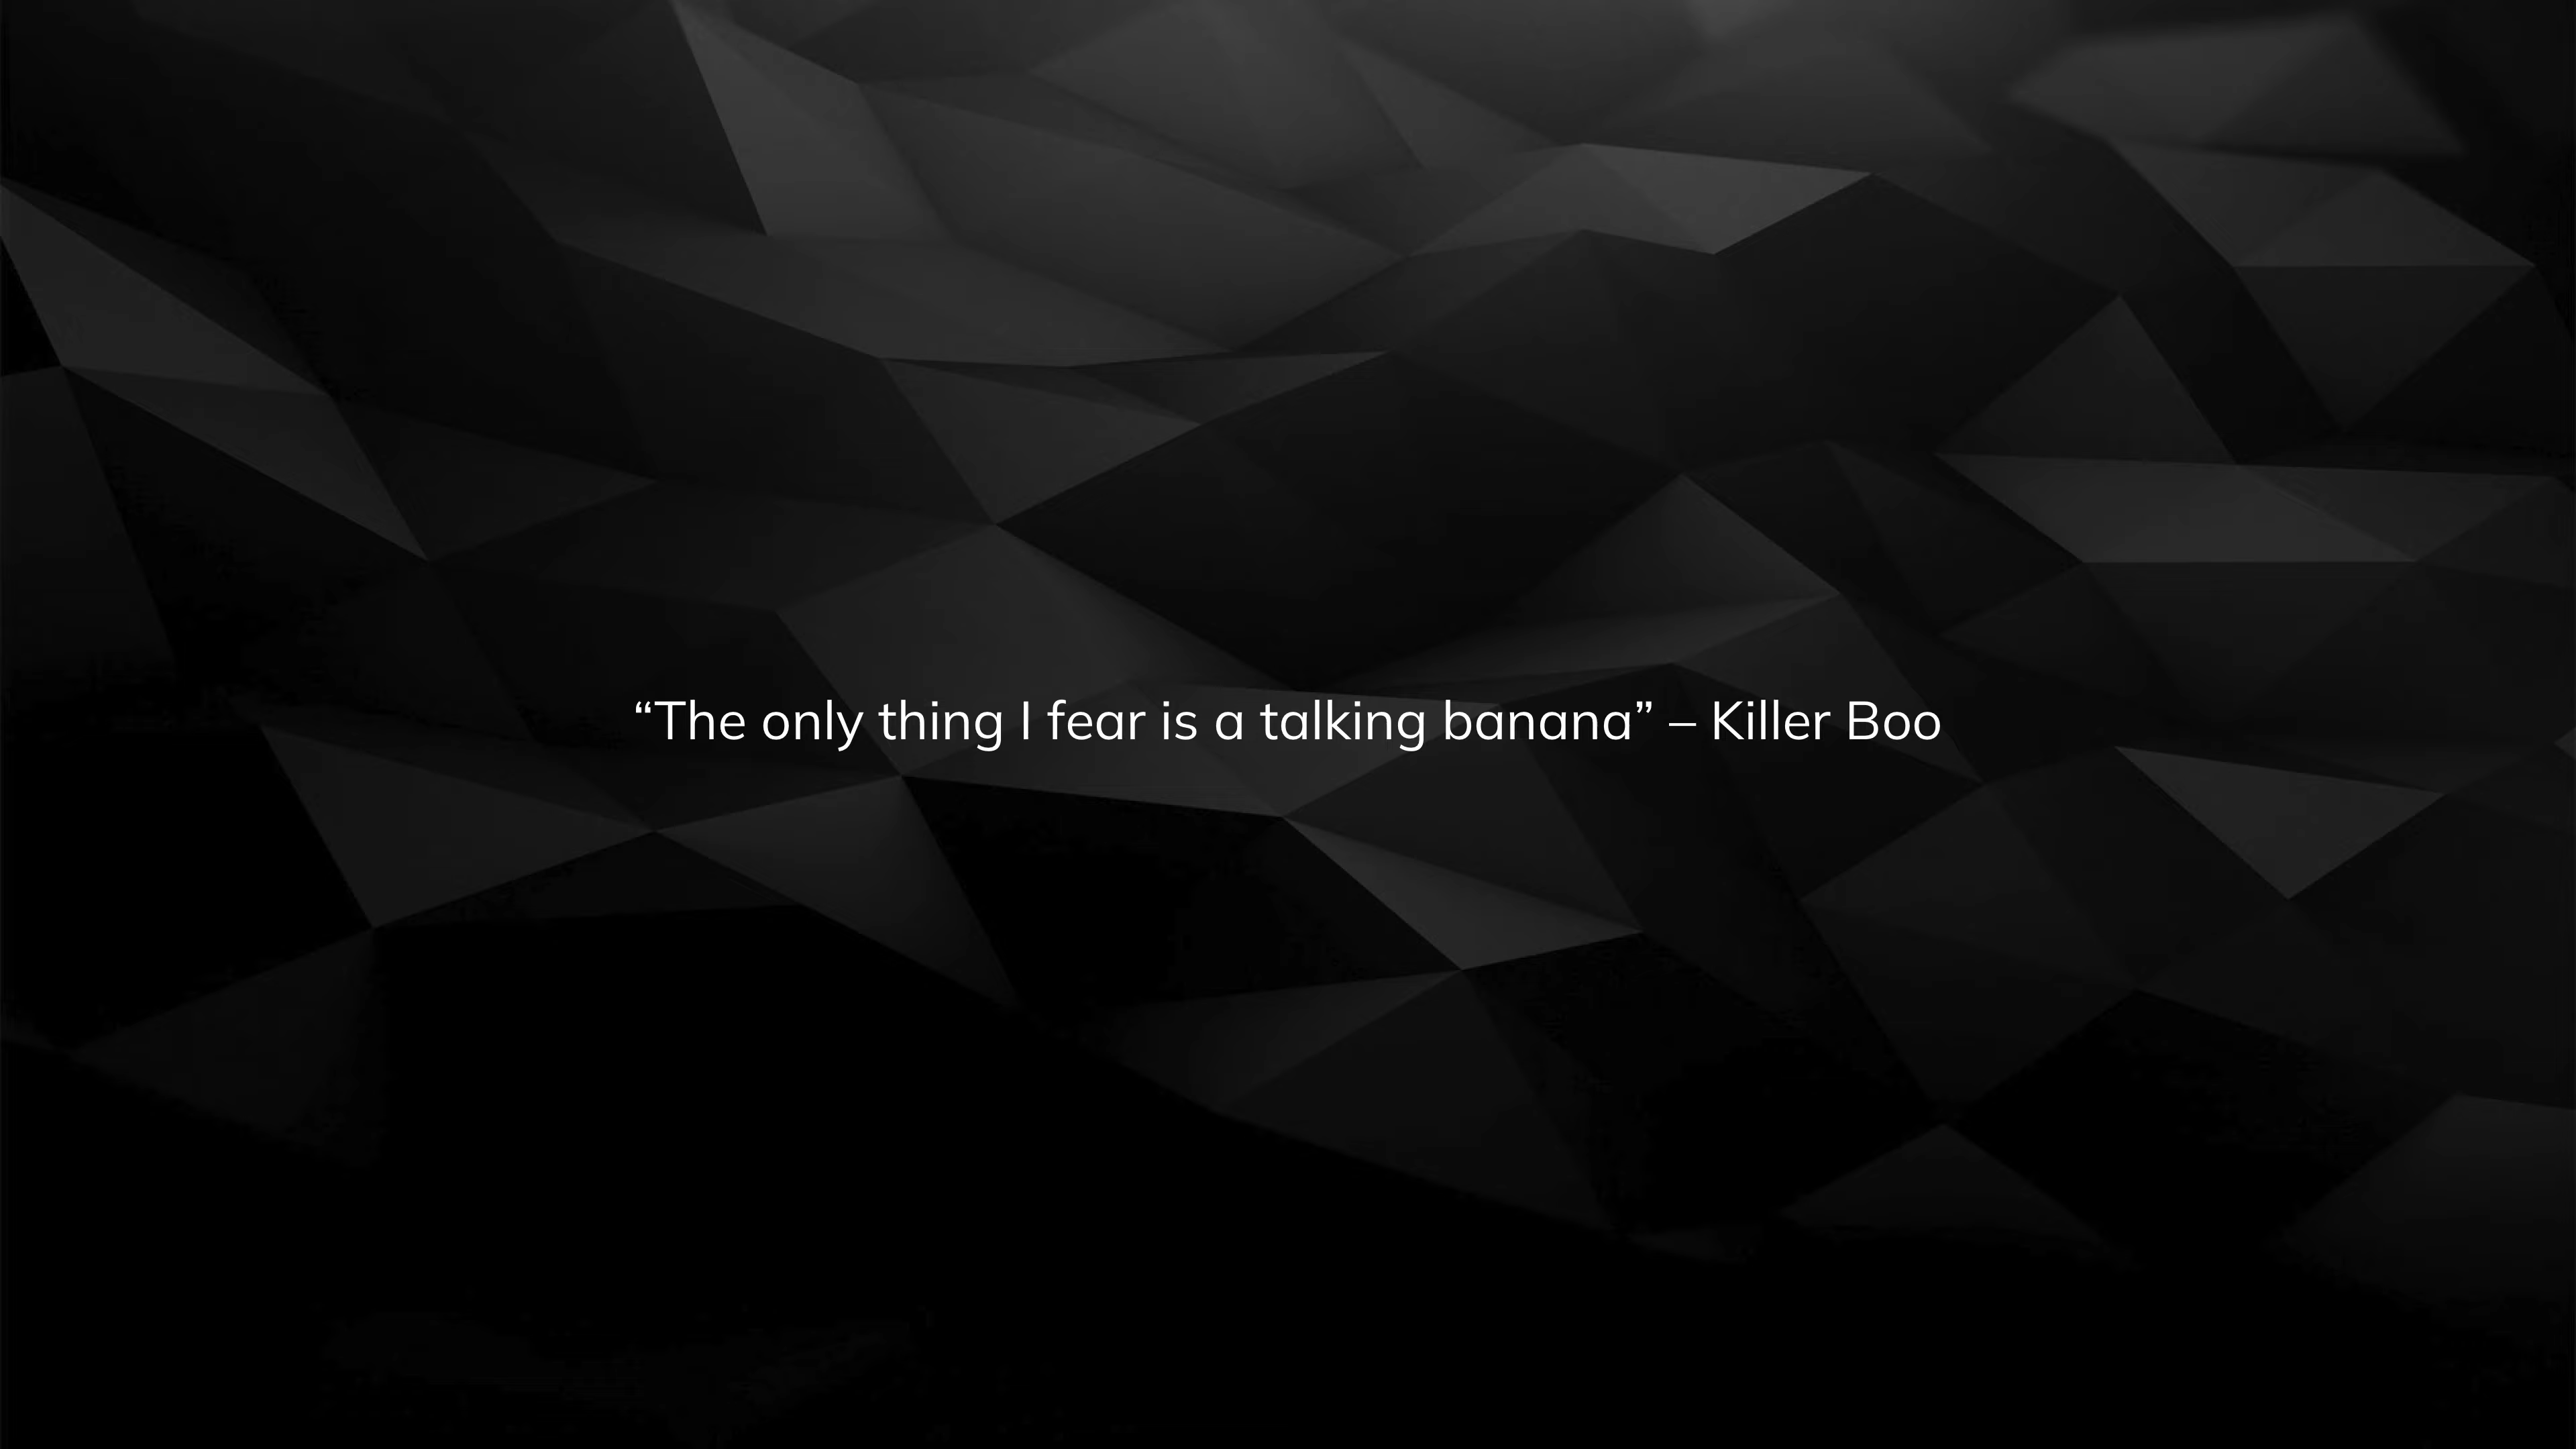 “The only thing I fear is a talking banana” – Killer Boo